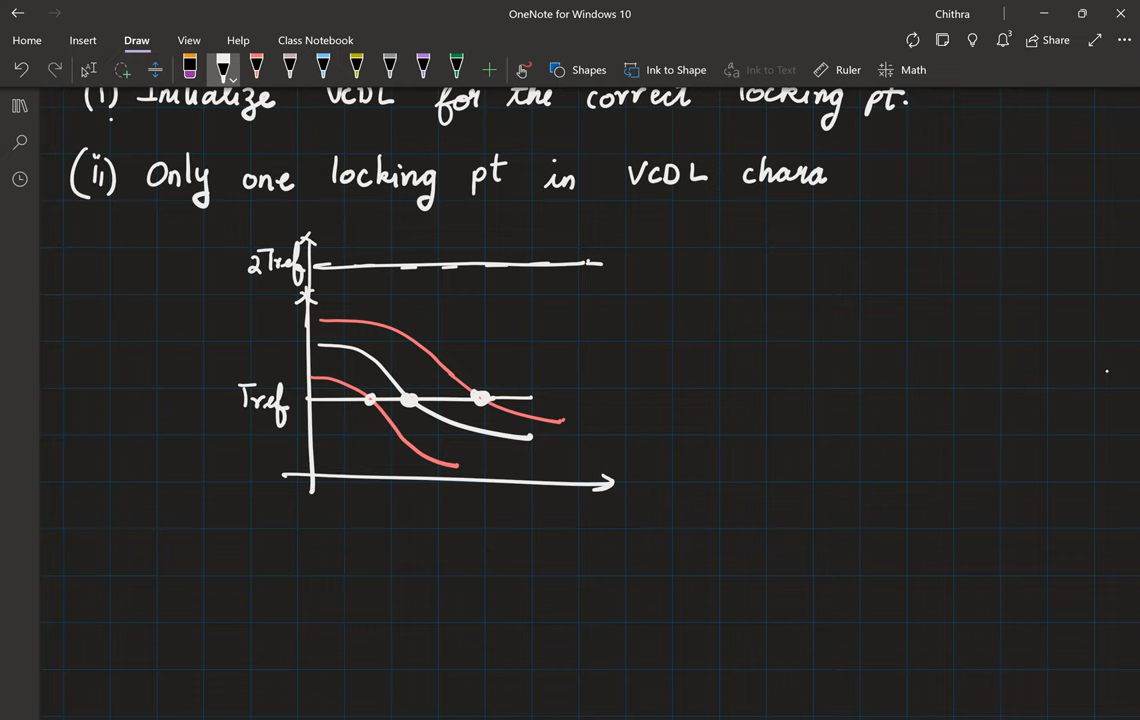 OneNote for Windows 10
Chithra
Home Insert Draw View Help Class Notebook
3
Share
Shapes Ink to Shape Ink to Text Ruler Math
(i) Initialize VCDL for the correct locking pt.
(ii) Only one locking pt in VCDL chara
2Tref
Tref